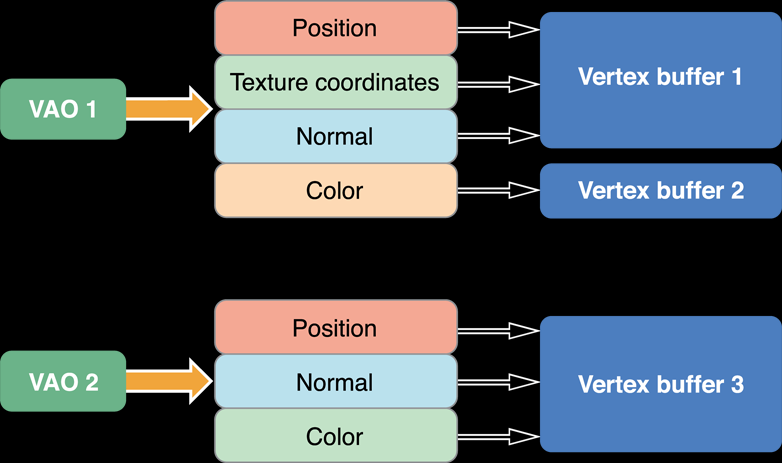 VAO 1
Position
Texture coordinates
Normal
Color
Vertex buffer 1
Vertex buffer 2
VAO 2
Position
Normal
Color
Vertex buffer 3